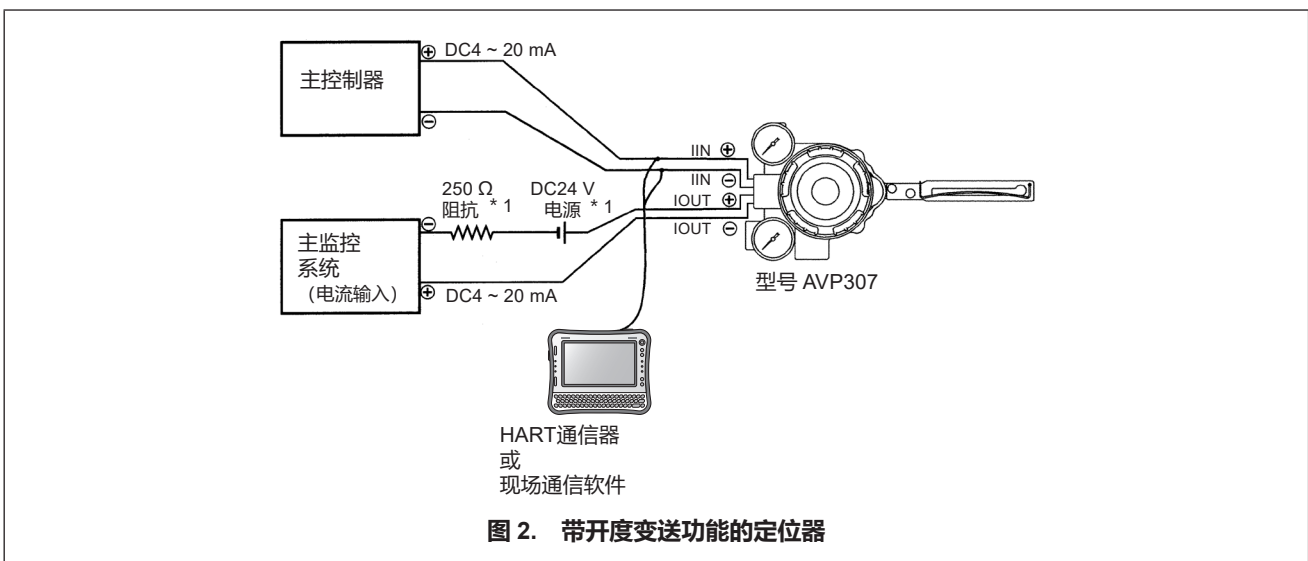 ⊕ DC4 ~ 20 mA
主控制器
⊖
IIN ⊕
IIN ⊖
IOUT ⊕
IOUT ⊖
250 Ω
阻抗 * 1
DC24 V
电源 * 1
⊖
主监控
系统
（电流输入）
⊕ DC4 ~ 20 mA
型号 AVP307
HART通信器
或
现场通信软件
图 2. 带开度变送功能的定位器